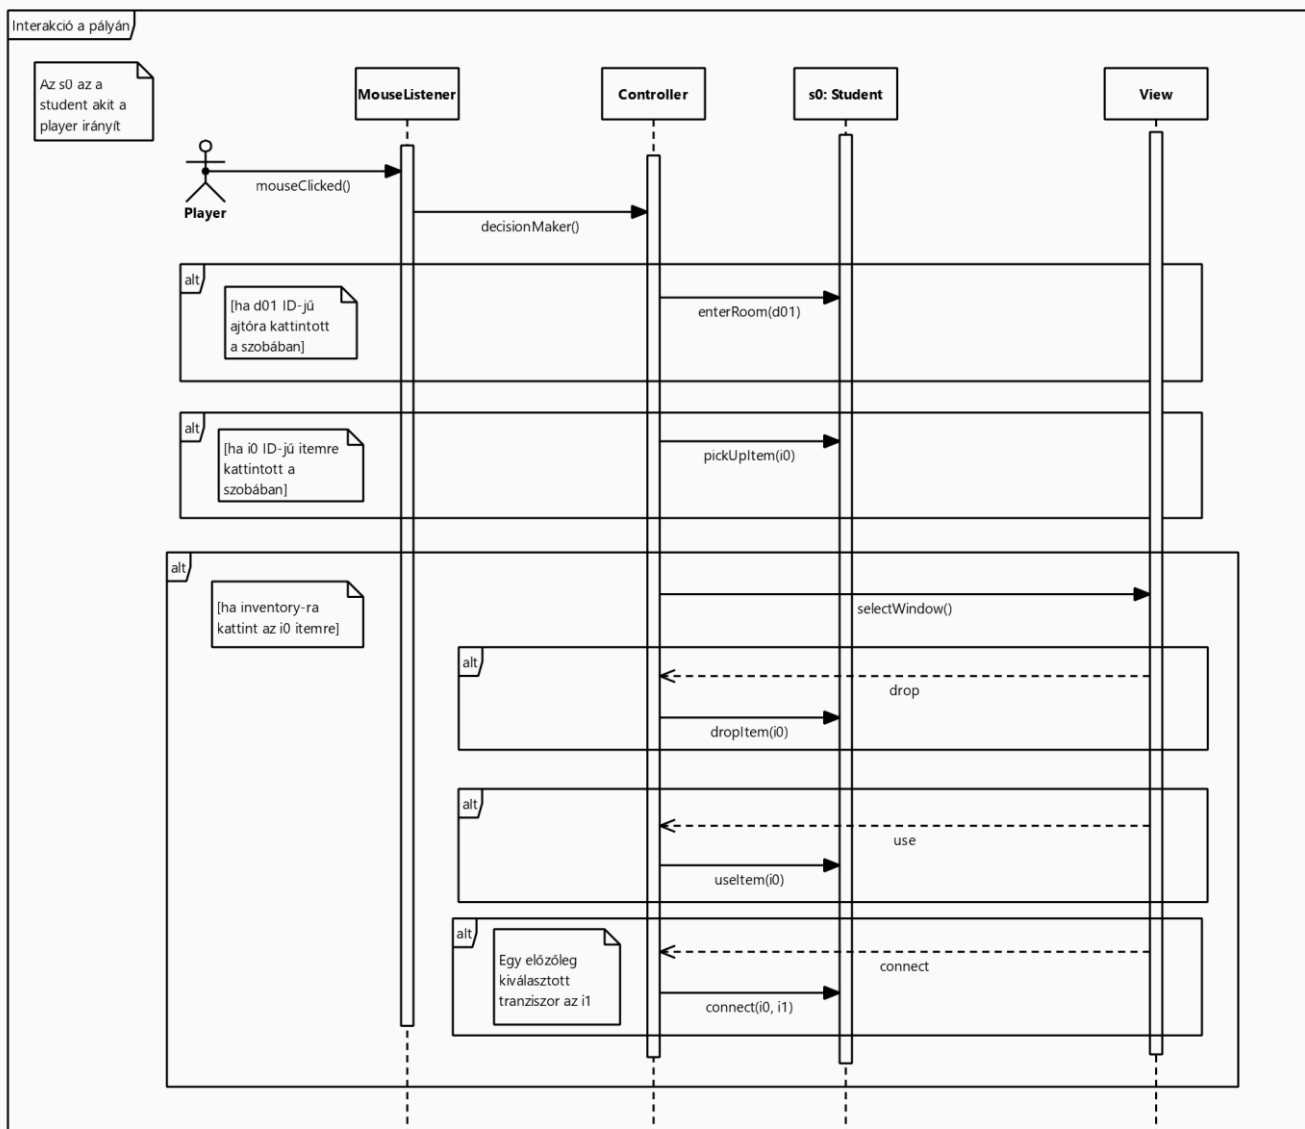 Interakció a pályán
Az s0 az a
student akit a
player irányít
MouseListener
Controller
s0: Student
View
mouseClicked()
Player
decisionMaker()
alt
[ha d01 ID-jű
ajtóra kattintott
a szobában]
enterRoom(d01)
alt
[ha i0 ID-jű itemre
kattintott a
szobában]
pickUpItem(i0)
alt
[ha inventory-ra
kattint az i0 itemre]
selectWindow()
alt
drop
dropItem(i0)
alt
use
useItem(i0)
alt
Egy előzőleg
kiválasztott
tranziszor az i1
connect
connect(i0, i1)